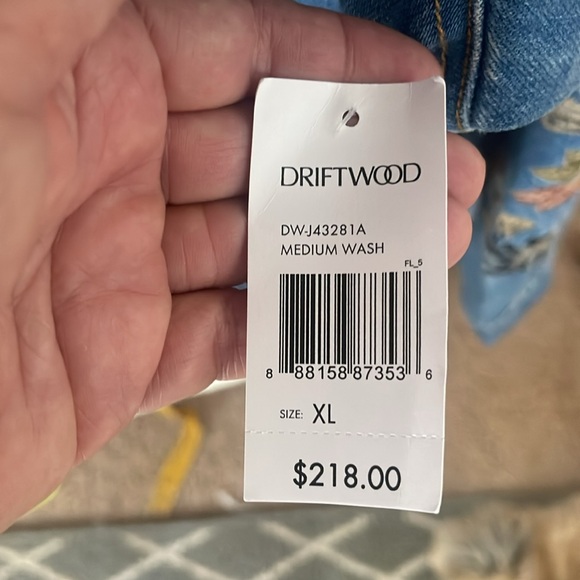 DRIFTWOOD
DW-J43281A
MEDIUM WASH
FL_5
8 88158 87353 6
SIZE: XL
$218.00